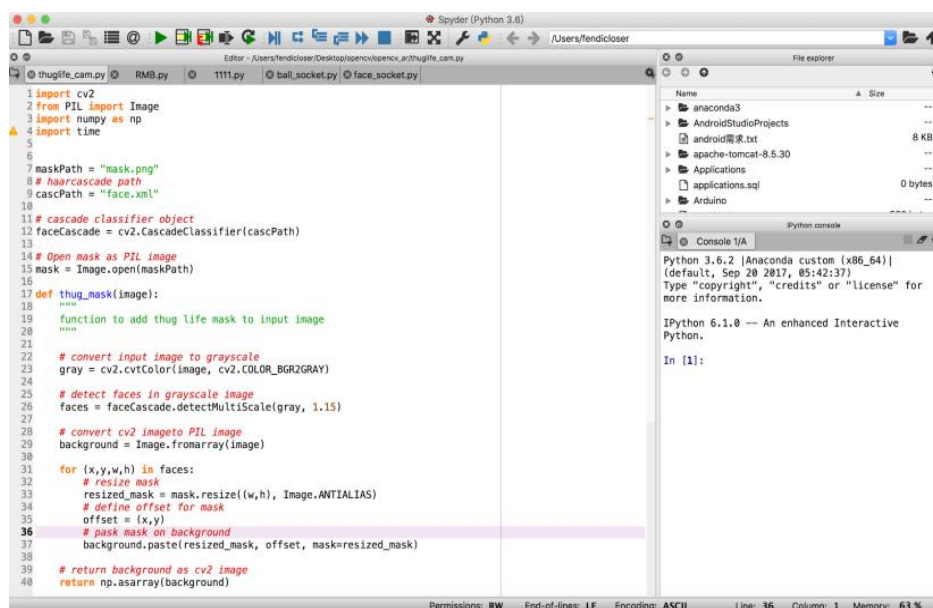 Spyder (Python 3.6)
/Users/fendicloser
Editor - /Users/fendicloser/Desktop/opencv/opencv_ar/thuglife_cam.py
thuglife_cam.py
RMB.py
1111.py
ball_socket.py
face_socket.py
1 import cv2
2 from PIL import Image
3 import numpy as np
4 import time
5
6
7 maskPath = "mask.png"
8 # haarcascade path
9 cascPath = "face.xml"
10
11 # cascade classifier object
12 faceCascade = cv2.CascadeClassifier(cascPath)
13
14 # Open mask as PIL image
15 mask = Image.open(maskPath)
16
17 def thug_mask(image):
18 """
19 function to add thug life mask to input image
20 """
21
22 # convert input image to grayscale
23 gray = cv2.cvtColor(image, cv2.COLOR_BGR2GRAY)
24
25 # detect faces in grayscale image
26 faces = faceCascade.detectMultiScale(gray, 1.15)
27
28 # convert cv2 imageto PIL image
29 background = Image.fromarray(image)
30
31 for (x,y,w,h) in faces:
32 # resize mask
33 resized_mask = mask.resize((w,h), Image.ANTIALIAS)
34 # define offset for mask
35 offset = (x,y)
36 # pask mask on background
37 background.paste(resized_mask, offset, mask=resized_mask)
38
39 # return background as cv2 image
40 return np.asarray(background)
File explorer
Name Size
anaconda3 --
AndroidStudioProjects --
android需求.txt 8 KB
apache-tomcat-8.5.30 --
Applications --
applications.sql 0 bytes
Arduino --
IPython console
Console 1/A
Python 3.6.2 |Anaconda custom (x86_64)|
(default, Sep 20 2017, 05:42:37)
Type "copyright", "credits" or "license" for
more information.
IPython 6.1.0 -- An enhanced Interactive
Python.
In [1]:
Permissions: RW End-of-lines: LF Encoding: ASCII Line: 36 Column: 1 Memory: 63 %